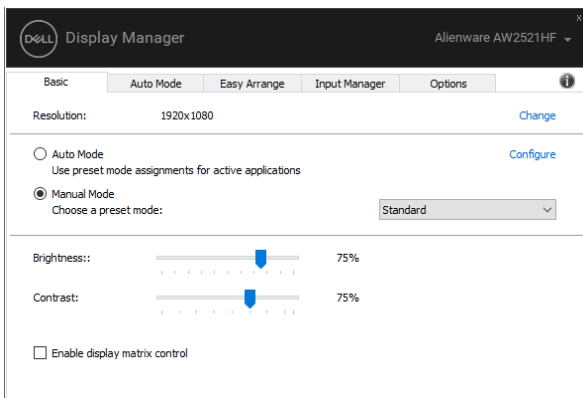 DELL Display Manager
Alienware AW2521HF
x
Basic Auto Mode Easy Arrange Input Manager Options i
Resolution: 1920x1080 Change
Auto Mode Configure
Use preset mode assignments for active applications
Manual Mode
Choose a preset mode: Standard
Brightness:: 75%
Contrast: 75%
Enable display matrix control